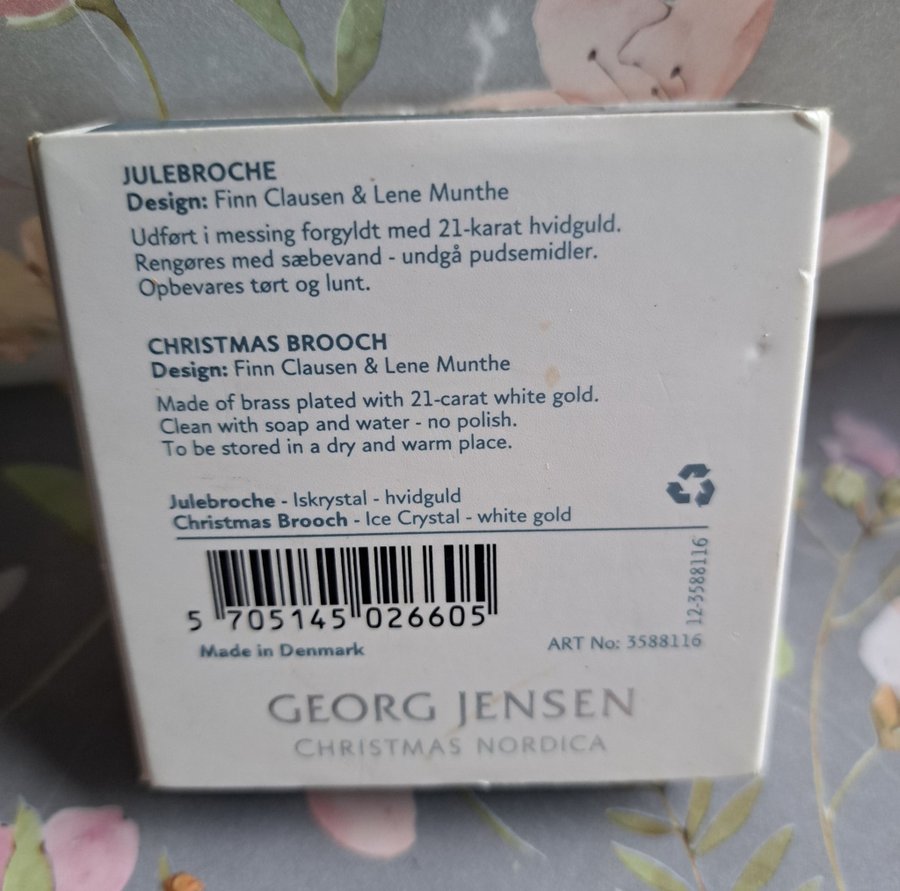 JULEBROCHE
Design: Finn Clausen & Lene Munthe
Udført i messing forgyldt med 21-karat hvidguld.
Rengøres med sæbevand - undgå pudsemidler.
Opbevares tørt og lunt.
CHRISTMAS BROOCH
Design: Finn Clausen & Lene Munthe
Made of brass plated with 21-carat white gold.
Clean with soap and water - no polish.
To be stored in a dry and warm place.
Julebroche - Iskrystal - hvidguld
Christmas Brooch - Ice Crystal - white gold
5 705145 026605
12-3588116
Made in Denmark
ART No: 3588116
GEORG JENSEN
CHRISTMAS NORDICA